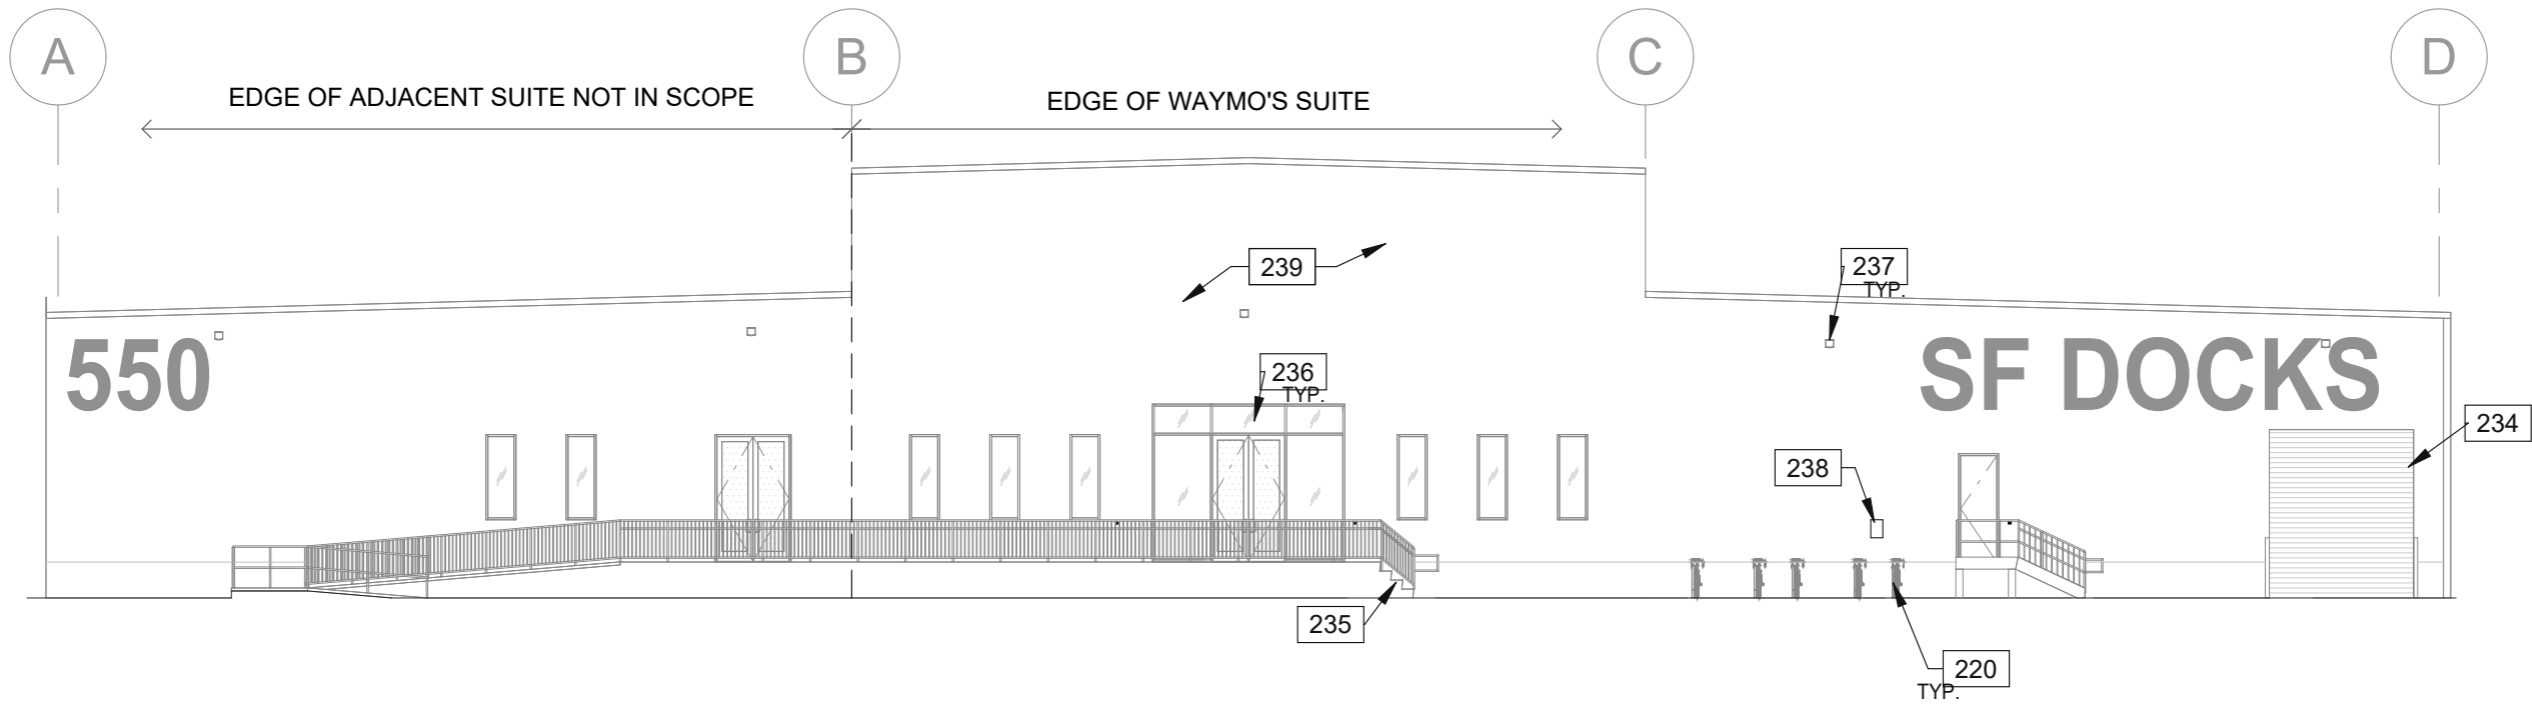 A
B
C
D
EDGE OF ADJACENT SUITE NOT IN SCOPE
EDGE OF WAYMO'S SUITE
239
237
TYP.
550
SF DOCKS
236
TYP.
234
238
235
220
TYP.